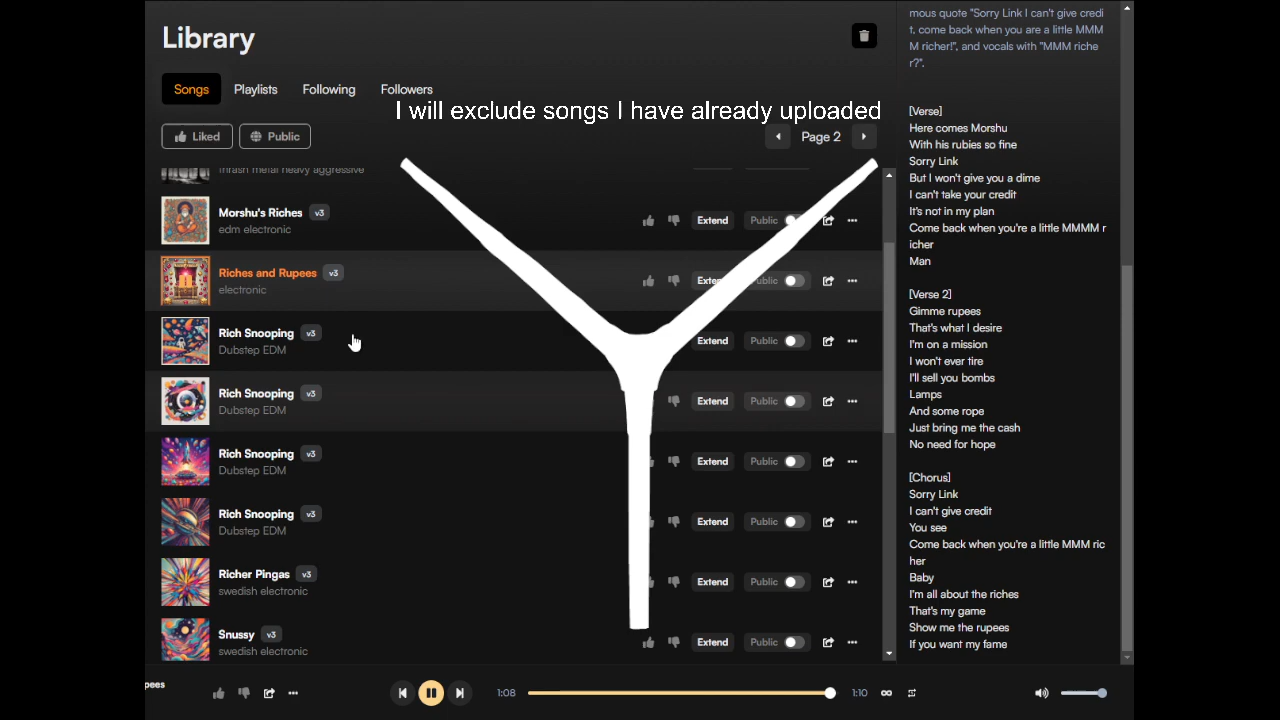 Library
Songs
Playlists
Following
Followers
I will exclude songs I have already uploaded
Liked
Public
Page 2
thrash metal heavy aggressive
Morshu's Riches v3
edm electronic
Extend
Public
Riches and Rupees v3
electronic
Exte
Public
Rich Snooping v3
Dubstep EDM
Extend
Public
Rich Snooping v3
Dubstep EDM
Extend
Public
Rich Snooping v3
Dubstep EDM
Extend
Public
Rich Snooping v3
Dubstep EDM
Extend
Public
Richer Pingas v3
swedish electronic
Extend
Public
Snussy v3
swedish electronic
Extend
Public
mous quote "Sorry Link I can't give credi
t, come back when you are a little MMM
M richer!", and vocals with "MMM riche
r?".
[Verse]
Here comes Morshu
With his rubies so fine
Sorry Link
But I won't give you a dime
I can't take your credit
It's not in my plan
Come back when you're a little MMMM r
icher
Man
[Verse 2]
Gimme rupees
That's what I desire
I'm on a mission
I won't ever tire
I'll sell you bombs
Lamps
And some rope
Just bring me the cash
No need for hope
[Chorus]
Sorry Link
I can't give credit
You see
Come back when you're a little MMM ric
her
Baby
I'm all about the riches
That's my game
Show me the rupees
If you want my fame
pees
1:08
1:10